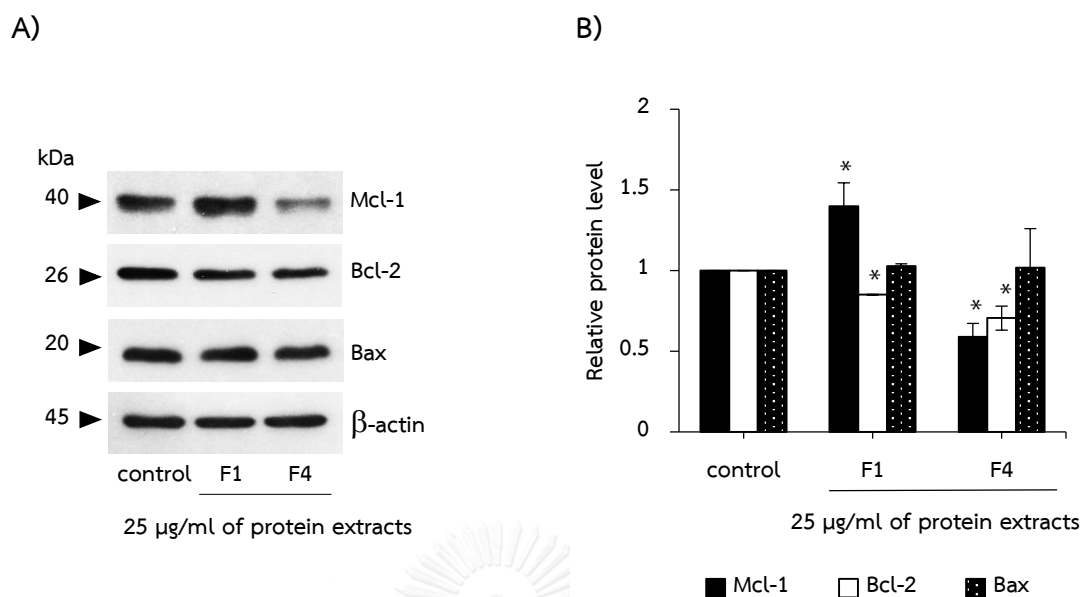 A)
kDa
40
Mcl-1
26
Bcl-2
20
Bax
45
β-actin
control F1 F4
25 µg/ml of protein extracts
B)
Relative protein level
2
1.5
1
0.5
0
*
*
*
*
control F1 F4
25 µg/ml of protein extracts
Mcl-1 Bcl-2 Bax